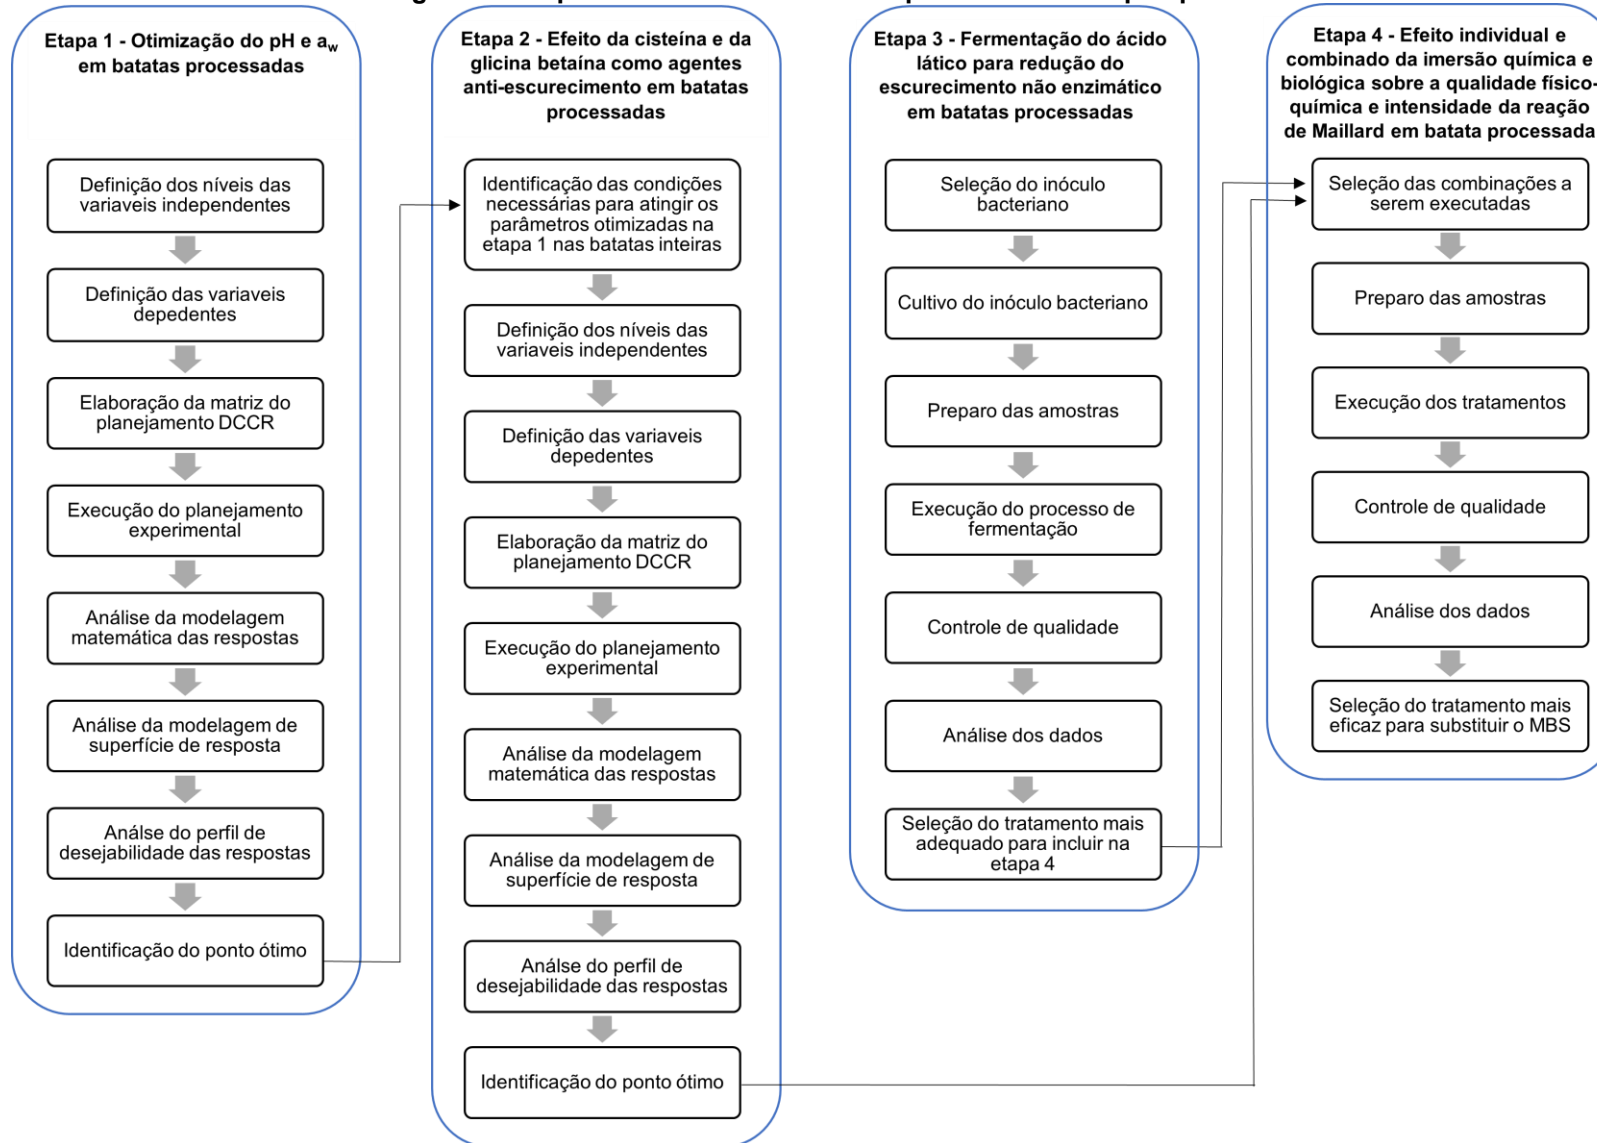 Etapa 1 - Otimização do pH e aw
em batatas processadas
Definição dos níveis das
variaveis independentes
Definição das variaveis
depedentes
Elaboração da matriz do
planejamento DCCR
Execução do planejamento
experimental
Análise da modelagem
matemática das respostas
Análise da modelagem de
superfície de resposta
Análse do perfil de
desejabilidade das respostas
Identificação do ponto ótimo
Etapa 2 - Efeito da cisteína e da
glicina betaína como agentes
anti-escurecimento em batatas
processadas
Identificação das condições
necessárias para atingir os
parâmetros otimizadas na
etapa 1 nas batatas inteiras
Definição dos níveis das
variaveis independentes
Definição das variaveis
depedentes
Elaboração da matriz do
planejamento DCCR
Execução do planejamento
experimental
Análise da modelagem
matemática das respostas
Análise da modelagem de
superfície de resposta
Análse do perfil de
desejabilidade das respostas
Identificação do ponto ótimo
Etapa 3 - Fermentação do ácido
lático para redução do
escurecimento não enzimático
em batatas processadas
Seleção do inóculo
bacteriano
Cultivo do inóculo bacteriano
Preparo das amostras
Execução do processo de
fermentação
Controle de qualidade
Análise dos dados
Seleção do tratamento mais
adequado para incluir na
etapa 4
Etapa 4 - Efeito individual e
combinado da imersão química e
biológica sobre a qualidade físico-
química e intensidade da reação
de Maillard em batata processada
Seleção das combinações a
serem executadas
Preparo das amostras
Execução dos tratamentos
Controle de qualidade
Análise dos dados
Seleção do tratamento mais
eficaz para substituir o MBS